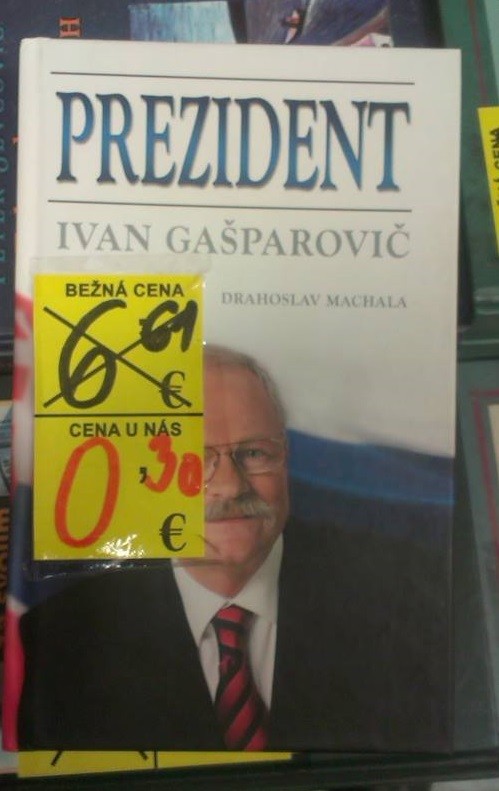 PREZIDENT
IVAN GAŠPAROVIČ
DRAHOSLAV MACHALA
BEŽNÁ CENA
6 61
€
CENA U NÁS
0,30
€